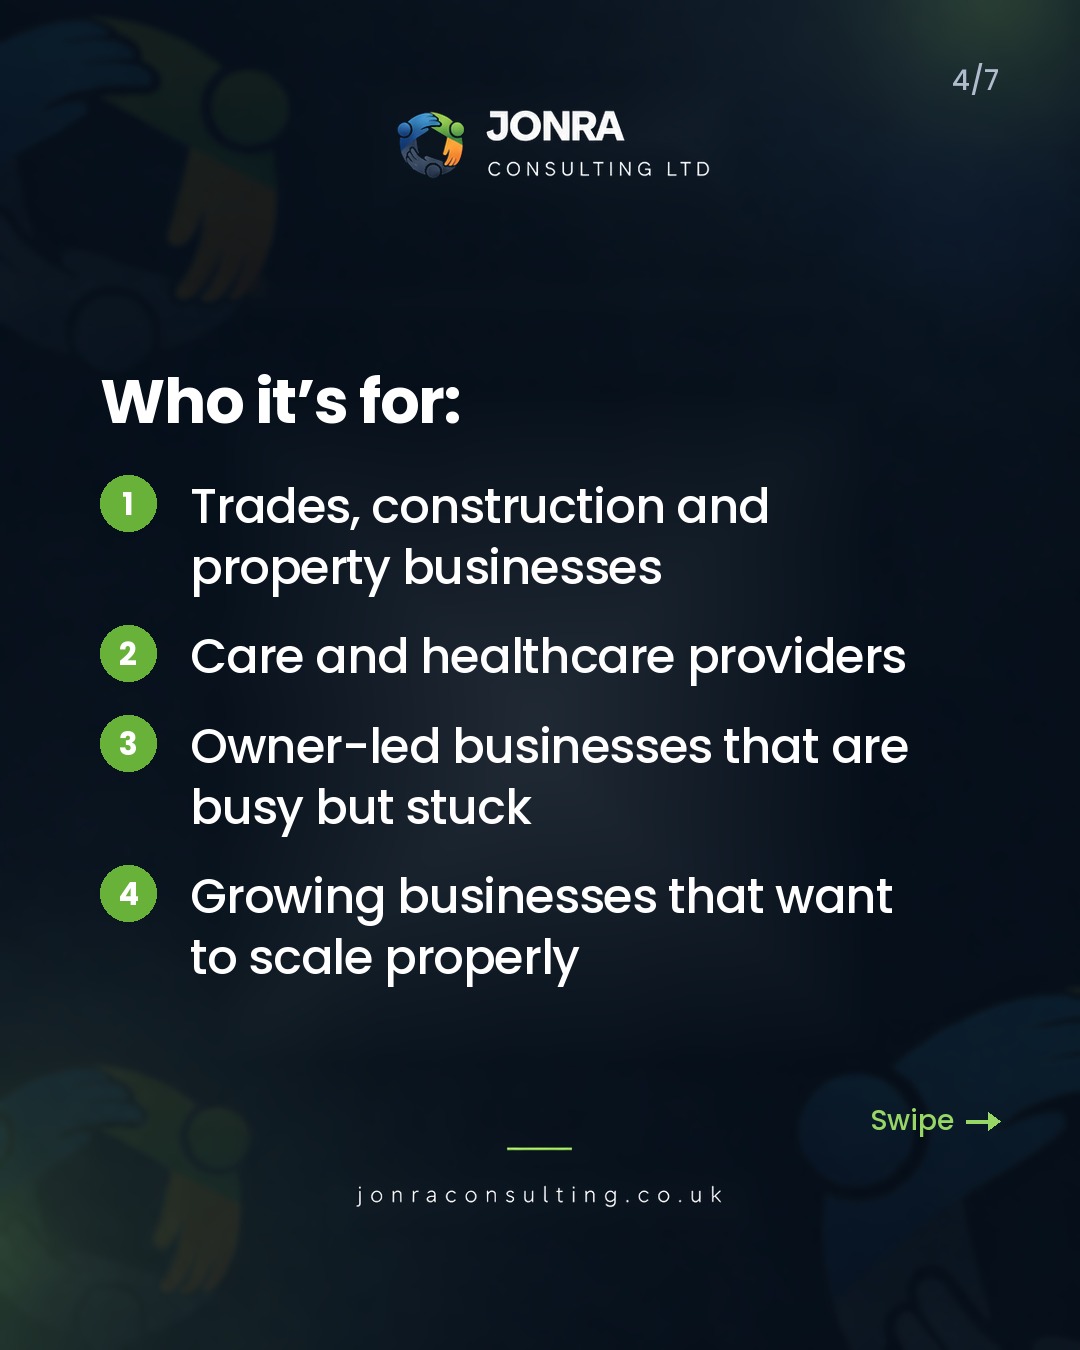 4/7
JONRA
CONSULTING LTD
Who it’s for:
1 Trades, construction and
property businesses
2 Care and healthcare providers
3 Owner-led businesses that are
busy but stuck
4 Growing businesses that want
to scale properly
Swipe →
jonraconsulting.co.uk